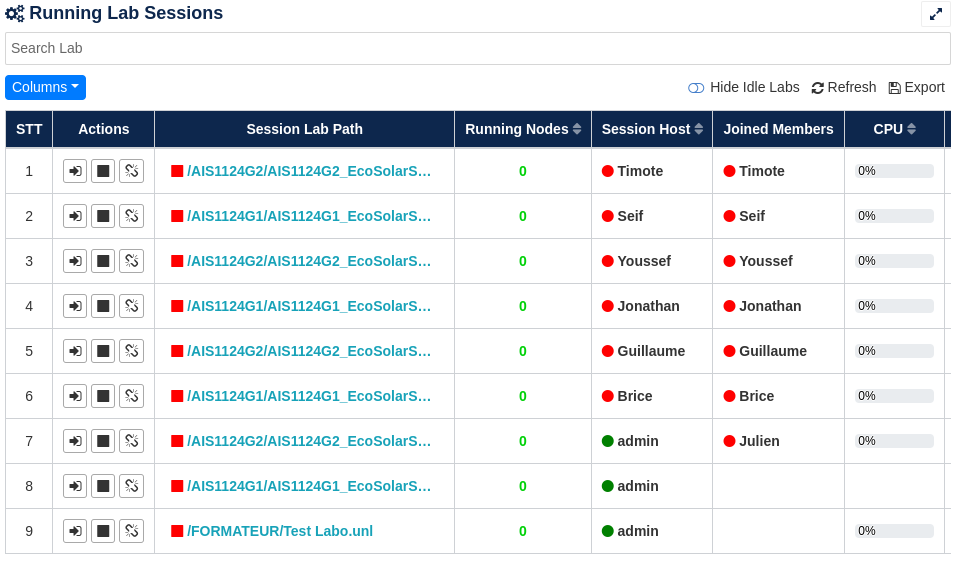 Running Lab Sessions
Search Lab
Columns
Hide Idle Labs Refresh Export
STT Actions Session Lab Path Running Nodes Session Host Joined Members CPU
1 /AIS1124G2/AIS1124G2_EcoSolarS... 0 Timote Timote 0%
2 /AIS1124G1/AIS1124G1_EcoSolarS... 0 Seif Seif 0%
3 /AIS1124G2/AIS1124G2_EcoSolarS... 0 Youssef Youssef 0%
4 /AIS1124G1/AIS1124G1_EcoSolarS... 0 Jonathan Jonathan 0%
5 /AIS1124G2/AIS1124G2_EcoSolarS... 0 Guillaume Guillaume 0%
6 /AIS1124G1/AIS1124G1_EcoSolarS... 0 Brice Brice 0%
7 /AIS1124G2/AIS1124G2_EcoSolarS... 0 admin Julien 0%
8 /AIS1124G1/AIS1124G1_EcoSolarS... 0 admin
9 /FORMATEUR/Test Labo.unl 0 admin 0%